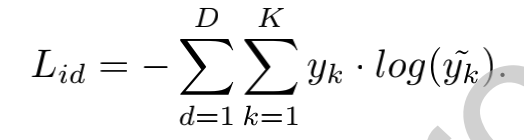 $L_{id} = -\sum_{d=1}^{D}\sum_{k=1}^{K} y_k \cdot log(\tilde{y_k}).$